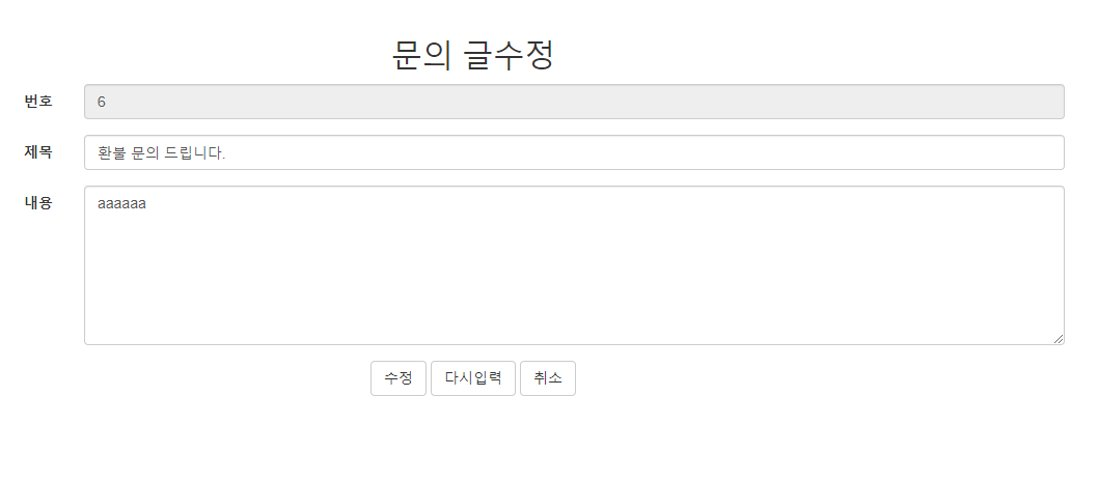 문의 글수정
번호 6
제목 환불 문의 드립니다.
내용 aaaaaa
수정 다시입력 취소